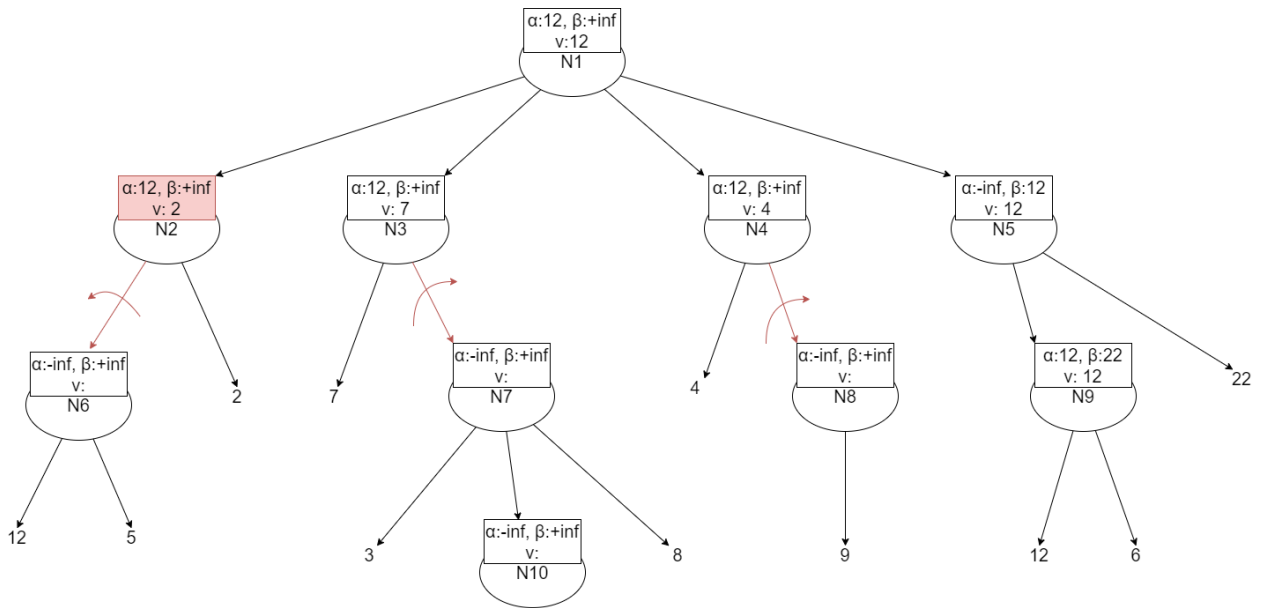 α:12, β:+inf
v:12
N1
α:12, β:+inf
v: 2
N2
α:12, β:+inf
v: 7
N3
α:12, β:+inf
v: 4
N4
α:-inf, β:12
v: 12
N5
α:-inf, β:+inf
v:
N6
2
7
α:-inf, β:+inf
v:
N7
4
α:-inf, β:+inf
v:
N8
α:12, β:22
v: 12
N9
22
12
5
3
α:-inf, β:+inf
v:
N10
8
9
12
6